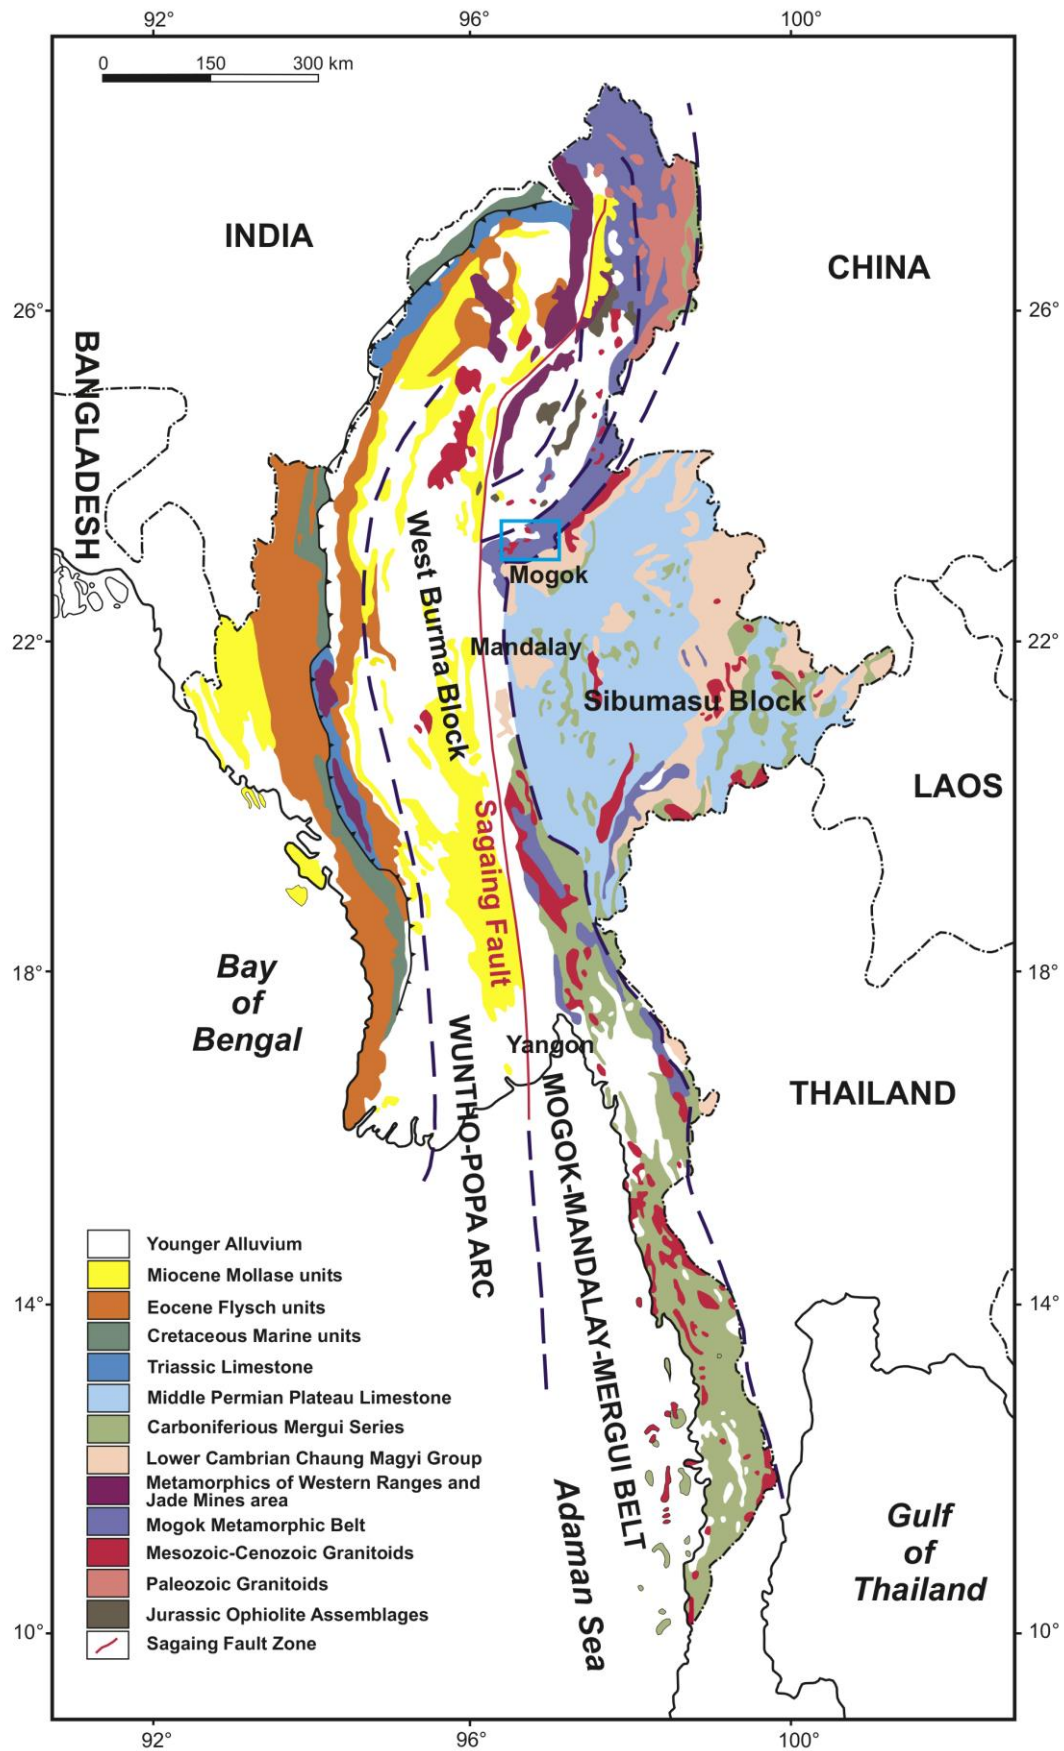 92°
96°
100°
0
150
300 km
INDIA
CHINA
26°
26°
BANGLADESH
West Burma Block
Mogok
22°
22°
Mandalay
Sibumasu Block
LAOS
Sagaing Fault
18°
18°
Bay
of
Bengal
Yangon
WUNTHO-POPA ARC
MOGOK-MANDALAY-MERGUI BELT
THAILAND
14°
14°
Younger Alluvium
Miocene Mollase units
Eocene Flysch units
Cretaceous Marine units
Triassic Limestone
Middle Permian Plateau Limestone
Carboniferious Mergui Series
Lower Cambrian Chaung Magyi Group
Metamorphics of Western Ranges and
Jade Mines area
Mogok Metamorphic Belt
Mesozoic-Cenozoic Granitoids
Paleozoic Granitoids
Jurassic Ophiolite Assemblages
Sagaing Fault Zone
Adaman Sea
Gulf
of
Thailand
10°
10°
92°
96°
100°